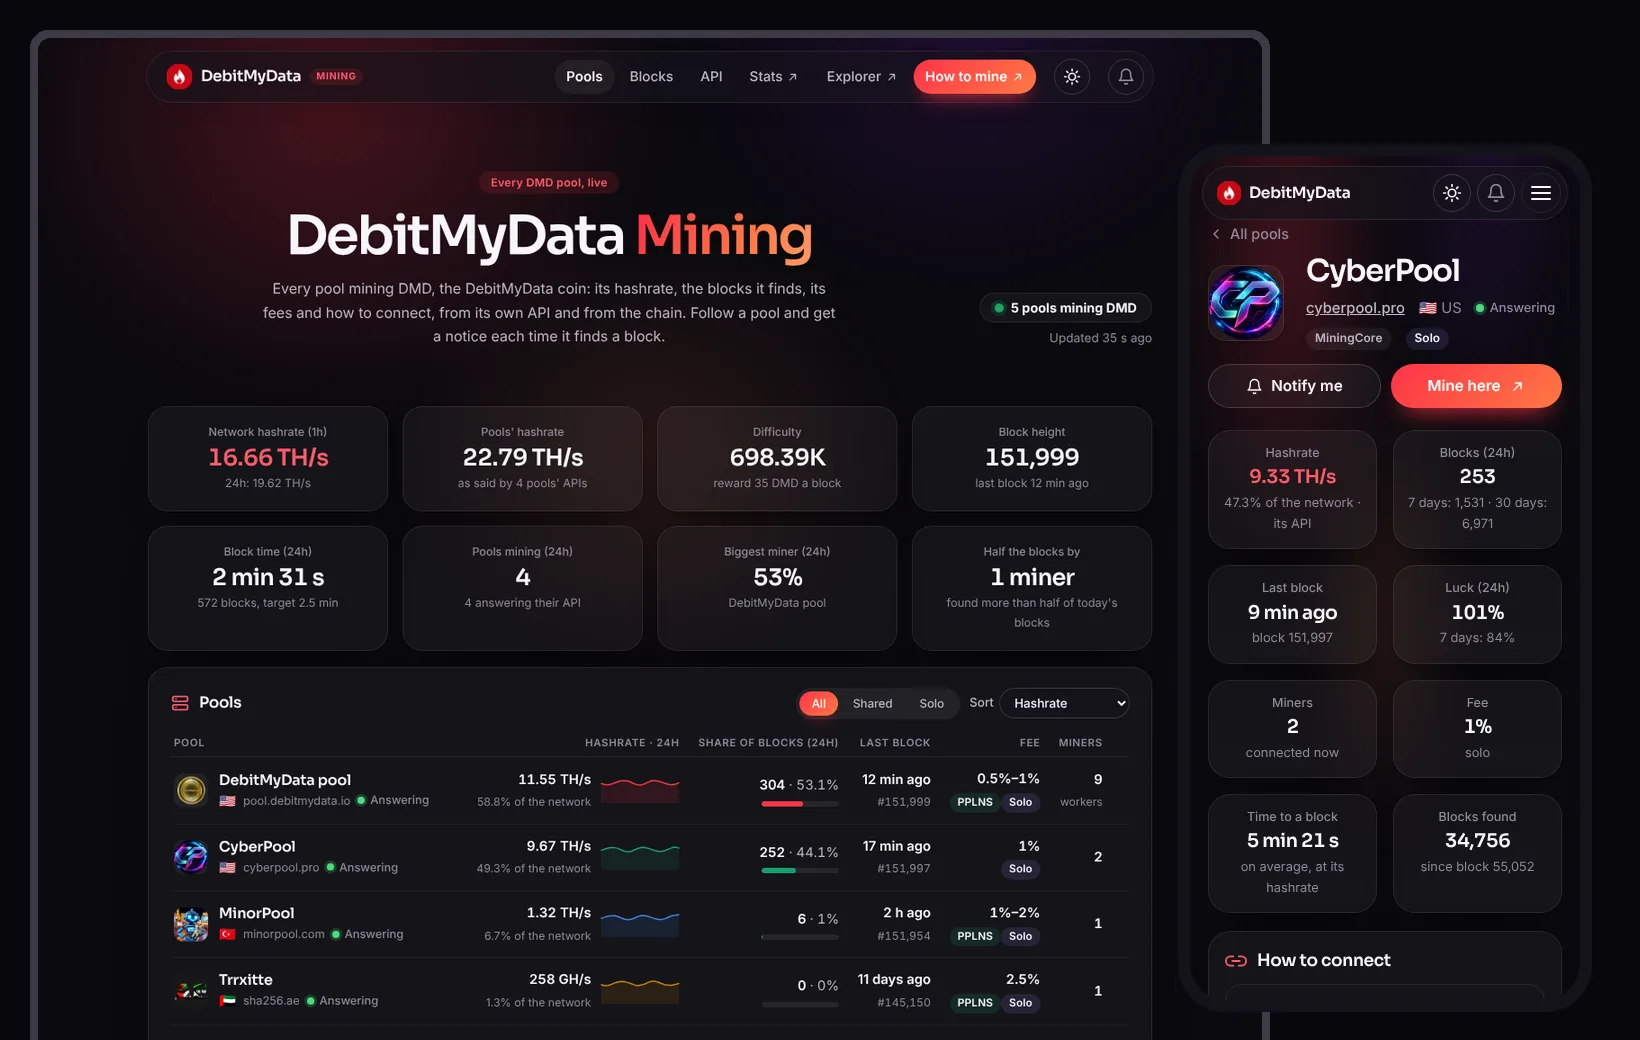 DebitMyData MINING
Pools Blocks API Stats ↗ Explorer ↗ How to mine ↗
Every DMD pool, live
DebitMyData Mining
Every pool mining DMD, the DebitMyData coin: its hashrate, the blocks it finds, its
fees and how to connect, from its own API and from the chain. Follow a pool and get
a notice each time it finds a block.
5 pools mining DMD
Updated 35 s ago
Network hashrate (1h)
16.66 TH/s
24h: 19.62 TH/s
Pools' hashrate
22.79 TH/s
as said by 4 pools' APIs
Difficulty
698.39K
reward 35 DMD a block
Block height
151,999
last block 12 min ago
Block time (24h)
2 min 31 s
572 blocks, target 2.5 min
Pools mining (24h)
4
4 answering their API
Biggest miner (24h)
53%
DebitMyData pool
Half the blocks by
1 miner
found more than half of today's
blocks
Pools
All Shared Solo Sort Hashrate
POOL HASHRATE · 24H SHARE OF BLOCKS (24H) LAST BLOCK FEE MINERS
DebitMyData pool 11.55 TH/s 304 · 53.1% 12 min ago 0.5%–1% 9
pool.debitmydata.io Answering 58.8% of the network #151,999 PPLNS Solo workers
CyberPool 9.67 TH/s 252 · 44.1% 17 min ago 1% 2
cyberpool.pro Answering 49.3% of the network #151,997 Solo
MinorPool 1.32 TH/s 6 · 1% 2 h ago 1%–2% 1
minorpool.com Answering 6.7% of the network #151,954 PPLNS Solo
Trrxitte 258 GH/s 0 · 0% 11 days ago 2.5% 1
sha256.ae Answering 1.3% of the network #145,150 PPLNS Solo
DebitMyData
All pools
CP
CyberPool
cyberpool.pro US Answering
MiningCore Solo
Notify me
Mine here ↗
Hashrate
9.33 TH/s
47.3% of the network ·
its API
Blocks (24h)
253
7 days: 1,531 · 30 days:
6,971
Last block
9 min ago
block 151,997
Luck (24h)
101%
7 days: 84%
Miners
2
connected now
Fee
1%
solo
Time to a block
5 min 21 s
on average, at its
hashrate
Blocks found
34,756
since block 55,052
How to connect